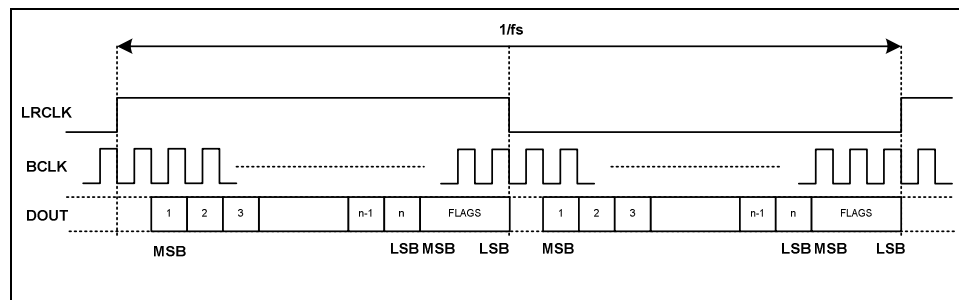 1/fs
LRCLK
BCLK
DOUT 1 2 3 n-1 n FLAGS 1 2 3 n-1 n FLAGS
MSB LSB MSB LSB MSB LSB MSB LSB